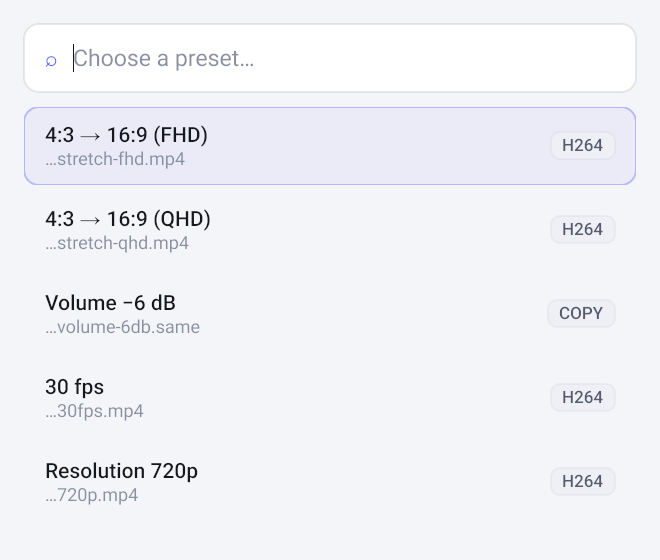 Choose a preset…
4:3 → 16:9 (FHD)
…stretch-fhd.mp4
H264
4:3 → 16:9 (QHD)
…stretch-qhd.mp4
H264
Volume −6 dB
…volume-6db.same
COPY
30 fps
…30fps.mp4
H264
Resolution 720p
…720p.mp4
H264